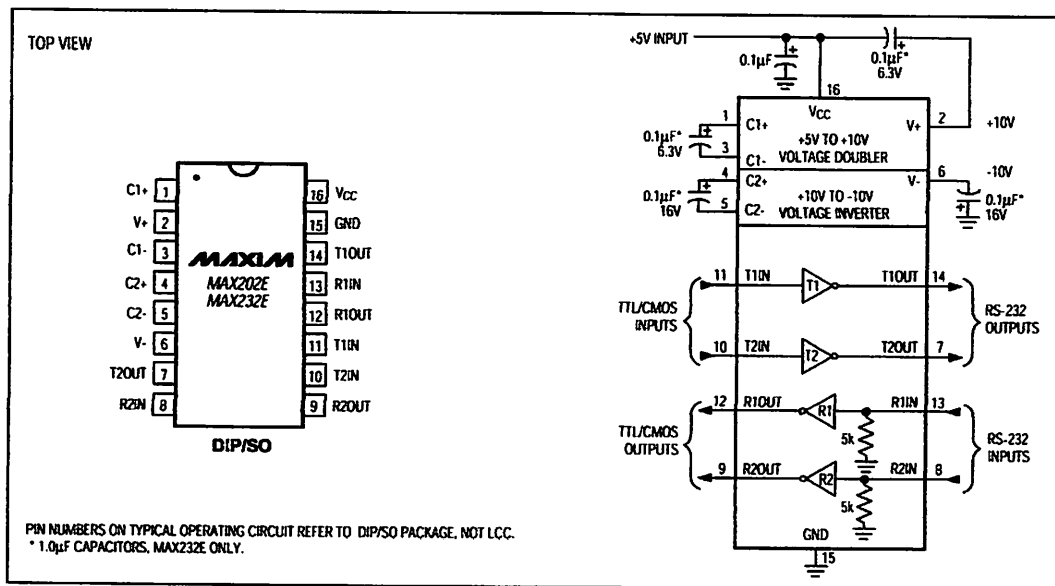 TOP VIEW
C1+ 1
V+ 2
C1- 3
C2+ 4
C2- 5
V- 6
T2OUT 7
R2IN 8
16 VCC
15 GND
14 T1OUT
13 R1IN
12 R1OUT
11 T1IN
10 T2IN
9 R2OUT
MAXIM
MAX202E
MAX232E
DIP/SO
+5V INPUT
0.1µF
+
0.1µF*
6.3V
+
16
VCC
1 C1+
+5V TO +10V
VOLTAGE DOUBLER
V+ 2 +10V
0.1µF*
6.3V
+
3 C1-
4 C2+
+10V TO -10V
VOLTAGE INVERTER
V- 6 -10V
0.1µF*
16V
+
5 C2-
0.1µF*
16V
+
TTL/CMOS
INPUTS
11 T1IN T1 T1OUT 14
10 T2IN T2 T2OUT 7
RS-232
OUTPUTS
TTL/CMOS
OUTPUTS
12 R1OUT R1 R1IN 13
5k
9 R2OUT R2 R2IN 8
5k
RS-232
INPUTS
GND
15
PIN NUMBERS ON TYPICAL OPERATING CIRCUIT REFER TO DIP/SO PACKAGE, NOT LCC.
* 1.0µF CAPACITORS, MAX232E ONLY.